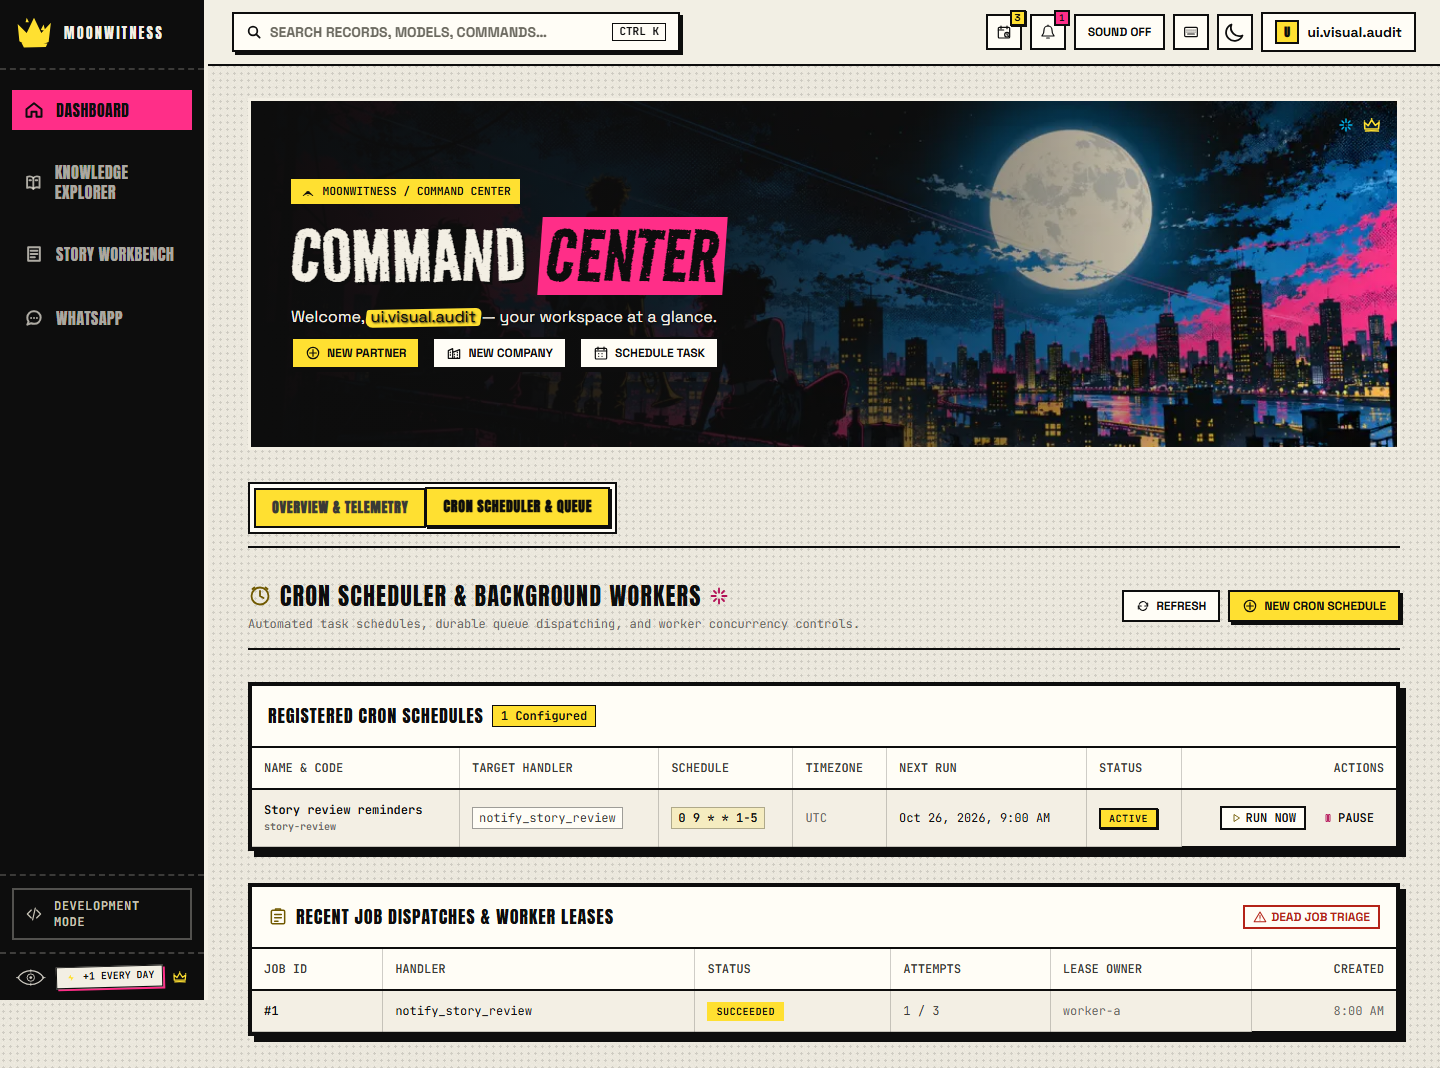 MOONWITNESS
SEARCH RECORDS, MODELS, COMMANDS...
CTRL K
3
1
SOUND OFF
U
ui.visual.audit
DASHBOARD
KNOWLEDGE
EXPLORER
STORY WORKBENCH
WHATSAPP
DEVELOPMENT
MODE
+1 EVERY DAY
MOONWITNESS / COMMAND CENTER
COMMAND CENTER
Welcome, ui.visual.audit — your workspace at a glance.
NEW PARTNER
NEW COMPANY
SCHEDULE TASK
OVERVIEW & TELEMETRY
CRON SCHEDULER & QUEUE
CRON SCHEDULER & BACKGROUND WORKERS
Automated task schedules, durable queue dispatching, and worker concurrency controls.
REFRESH
NEW CRON SCHEDULE
REGISTERED CRON SCHEDULES
1 Configured
NAME & CODE TARGET HANDLER SCHEDULE TIMEZONE NEXT RUN STATUS ACTIONS
Story review reminders
story-review
notify_story_review
0 9 * * 1-5
UTC
Oct 26, 2026, 9:00 AM
ACTIVE
RUN NOW
PAUSE
RECENT JOB DISPATCHES & WORKER LEASES
DEAD JOB TRIAGE
JOB ID HANDLER STATUS ATTEMPTS LEASE OWNER CREATED
#1 notify_story_review SUCCEEDED 1 / 3 worker-a 8:00 AM